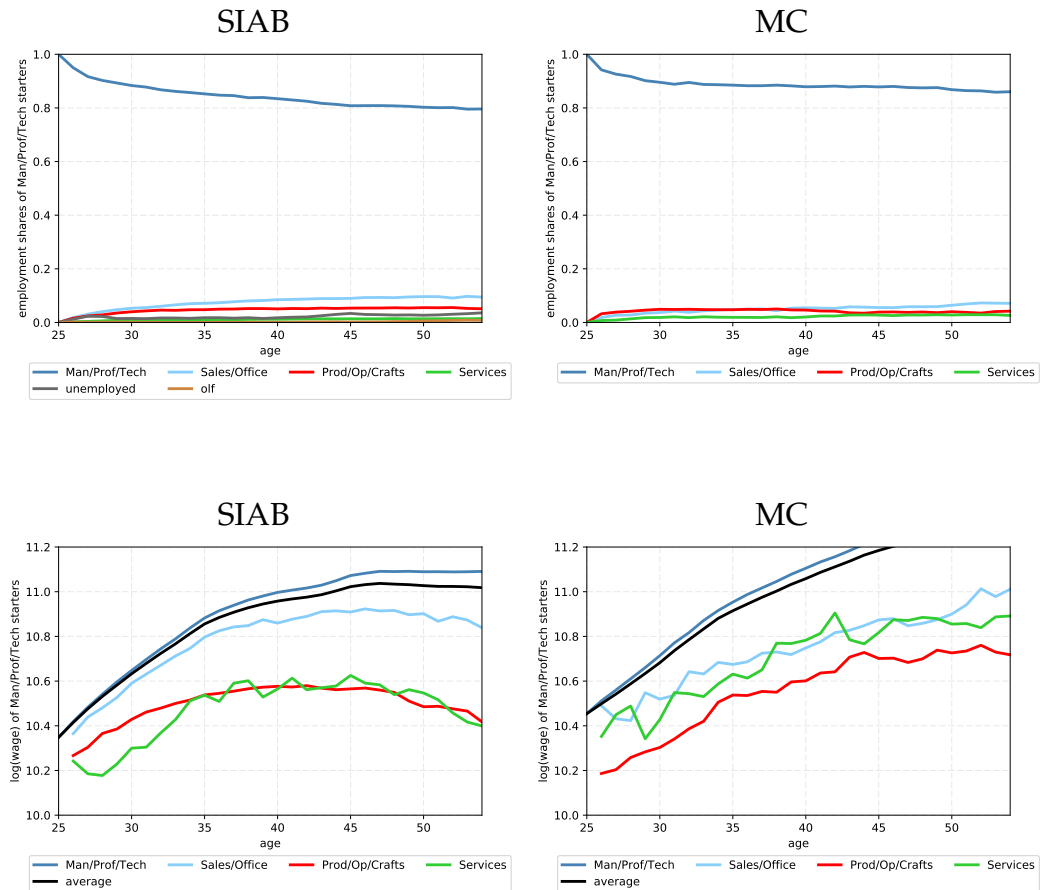 SIAB
MC
employment shares of Man/Prof/Tech starters
1.0
0.8
0.6
0.4
0.2
0.0
25 30 35 40 45 50
age
Man/Prof/Tech Sales/Office Prod/Op/Crafts Services
unemployed olf
employment shares of Man/Prof/Tech starters
1.0
0.8
0.6
0.4
0.2
0.0
25 30 35 40 45 50
age
Man/Prof/Tech Sales/Office Prod/Op/Crafts Services
SIAB
MC
log(wage) of Man/Prof/Tech starters
11.2
11.0
10.8
10.6
10.4
10.2
10.0
25 30 35 40 45 50
age
Man/Prof/Tech Sales/Office Prod/Op/Crafts Services
average
log(wage) of Man/Prof/Tech starters
11.2
11.0
10.8
10.6
10.4
10.2
10.0
25 30 35 40 45 50
age
Man/Prof/Tech Sales/Office Prod/Op/Crafts Services
average